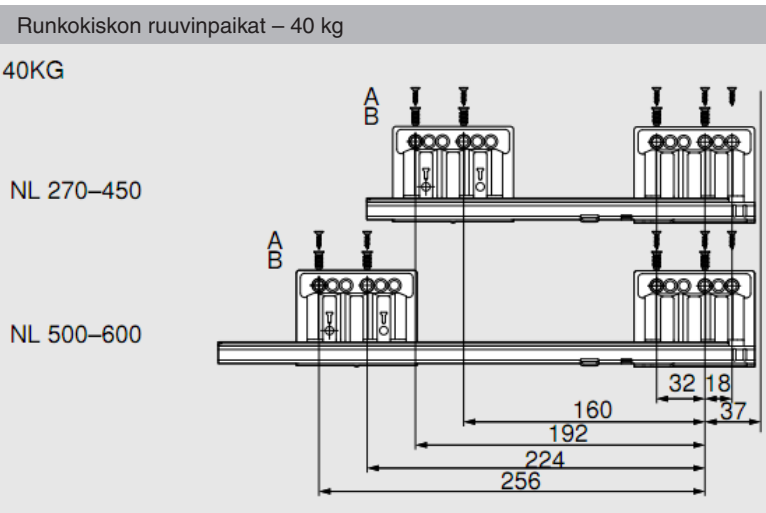 Runkokiskon ruuvinpaikat – 40 kg
40KG
A
B
NL 270–450
A
B
NL 500–600
32 18
160 37
192
224
256